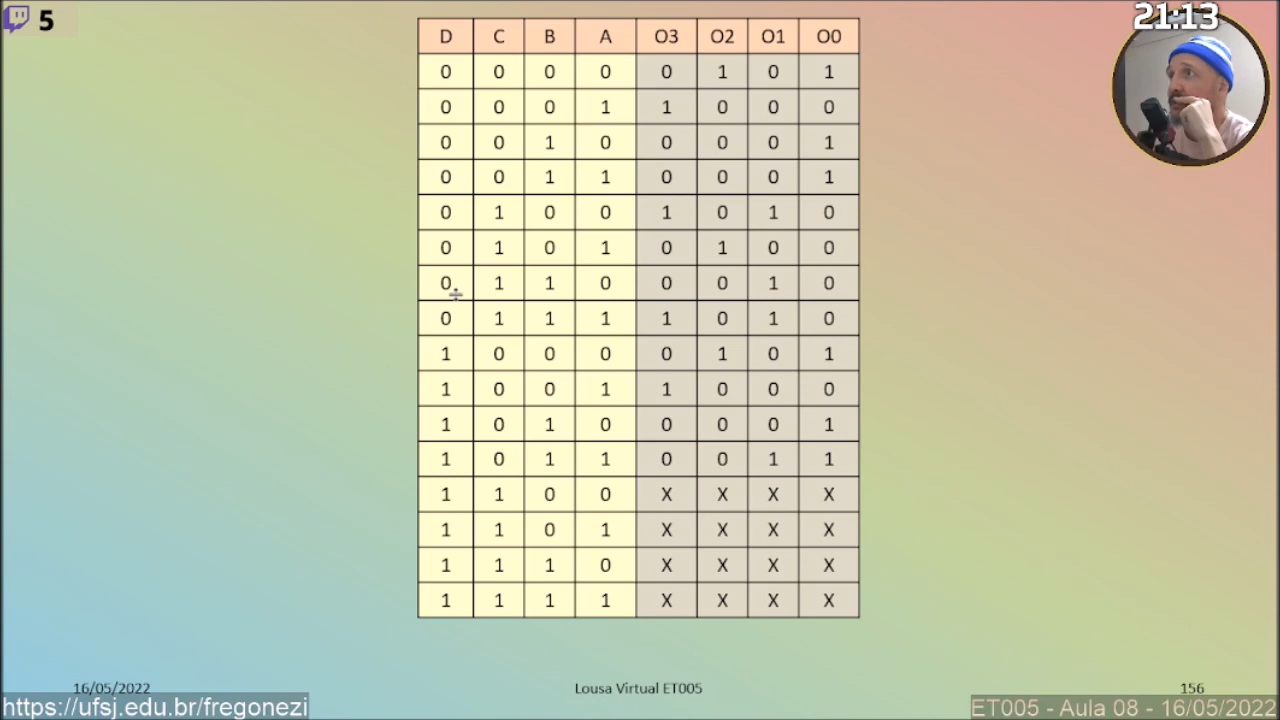 5
21:13
D C B A O3 O2 O1 O0
0 0 0 0 0 1 0 1
0 0 0 1 1 0 0 0
0 0 1 0 0 0 0 1
0 0 1 1 0 0 0 1
0 1 0 0 1 0 1 0
0 1 0 1 0 1 0 0
0 1 1 0 0 0 1 0
0 1 1 1 1 0 1 0
1 0 0 0 0 1 0 1
1 0 0 1 1 0 0 0
1 0 1 0 0 0 0 1
1 0 1 1 0 0 1 1
1 1 0 0 X X X X
1 1 0 1 X X X X
1 1 1 0 X X X X
1 1 1 1 X X X X
16/05/2022 Lousa Virtual ET005 156
https://ufsj.edu.br/fregonezi ET005 - Aula 08 - 16/05/2022